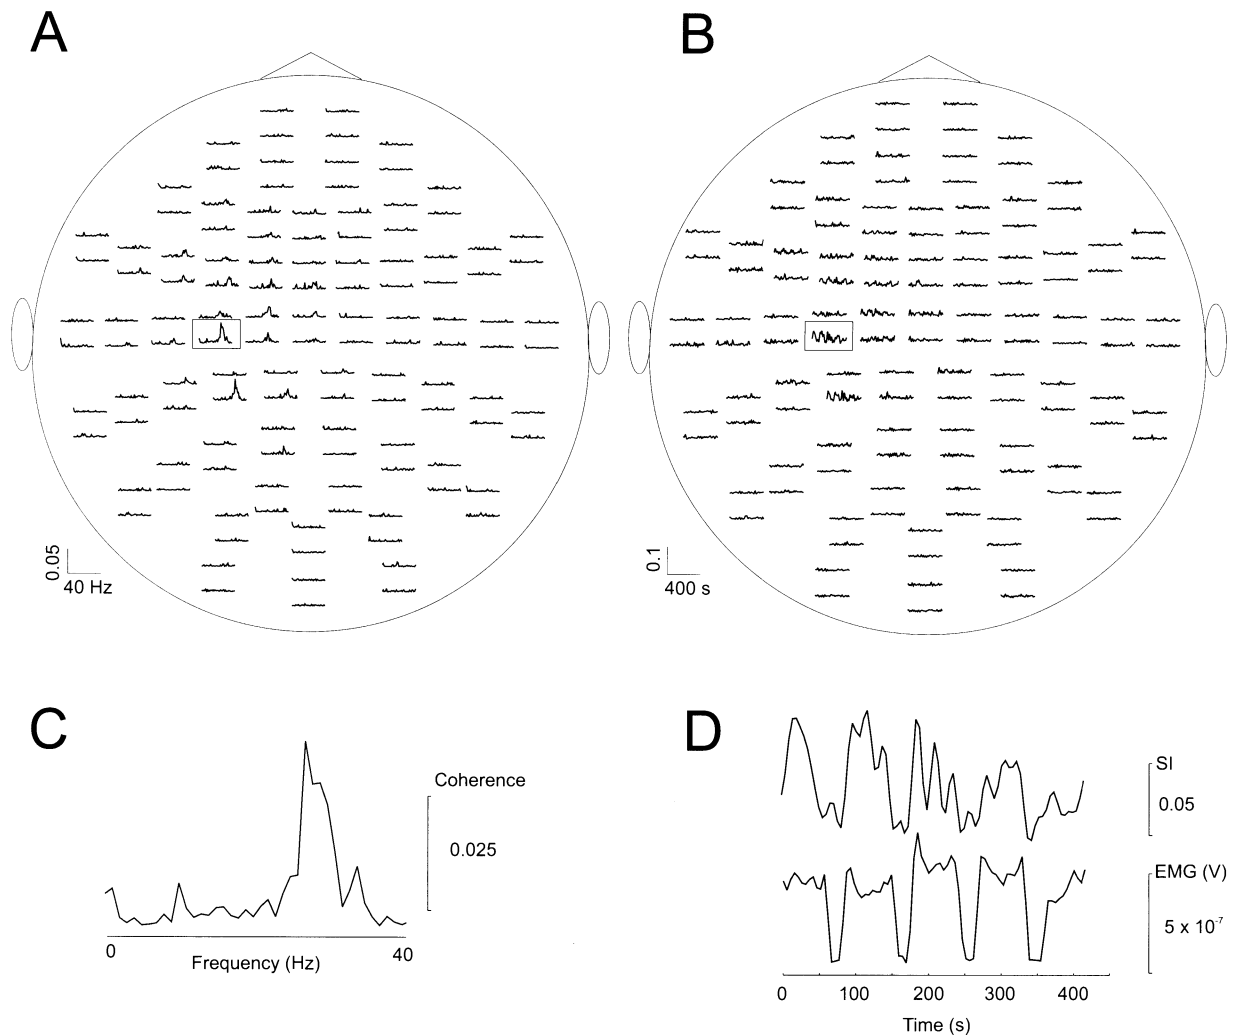 A
B
0.05
40 Hz
0.1
400 s
C
Coherence
0.025
0
40
Frequency (Hz)
D
SI
0.05
EMG (V)
5 x 10⁻⁷
0 100 200 300 400
Time (s)